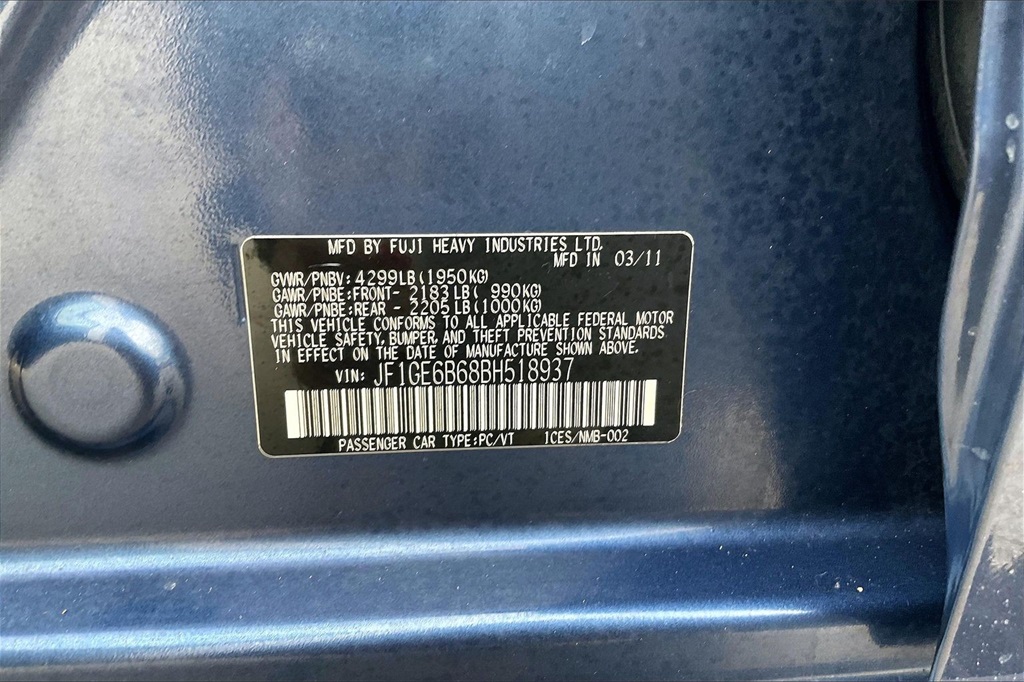 MFD BY FUJI HEAVY INDUSTRIES LTD.
MFD IN 03/11
GVWR/PNBV: 4299LB (1950KG)
GAWR/PNBE:FRONT- 2183LB( 990KG)
GAWR/PNBE:REAR - 2205LB(1000KG)
THIS VEHICLE CONFORMS TO ALL APPLICABLE FEDERAL MOTOR
VEHICLE SAFETY, BUMPER, AND THEFT PREVENTION STANDARDS
IN EFFECT ON THE DATE OF MANUFACTURE SHOWN ABOVE.
VIN: JF1GE6B68BH518937
PASSENGER CAR TYPE:PC/VT 1CES/NMB-002